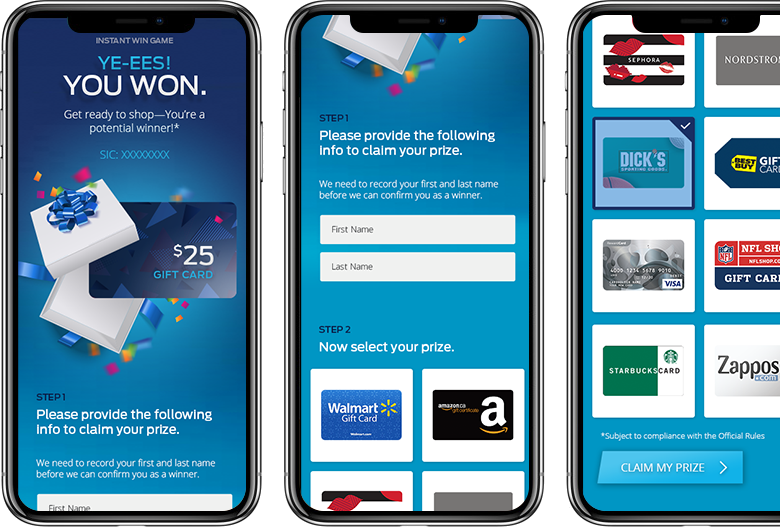 INSTANT WIN GAME
YE-EES!
YOU WON.
Get ready to shop—You're a
potential winner!*
SIC: XXXXXXXX
$25
GIFT CARD
STEP 1
Please provide the following
info to claim your prize.
We need to record your first and last name
before we can confirm you as a winner.
First Name
STEP 1
Please provide the following
info to claim your prize.
We need to record your first and last name
before we can confirm you as a winner.
First Name
Last Name
STEP 2
Now select your prize.
Walmart
Gift Card
Walmart.com
amazon.ca
gift certificate
a
SEPHORA
NORDSTROM
DICK'S
SPORTING GOODS.
BEST
BUY
GIFT
CARD
4000 1234 5678 9010
DEBIT
VISA
NFL
NFL SHO
NFLSHOP.CO
GIFT CARD
STARBUCKS CARD
Zappos
.com
*Subject to compliance with the Official Rules
CLAIM MY PRIZE